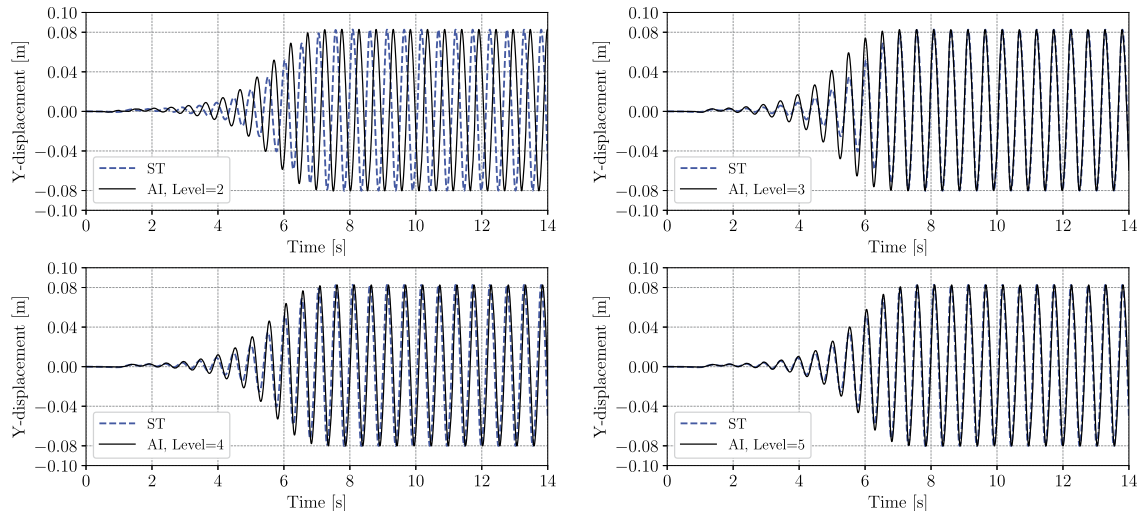 0.10
0.08
0.04
0.00
−0.04
−0.08
−0.10
Y-displacement [m]
ST
AI, Level=2
0 2 4 6 8 10 12 14
Time [s]
0.10
0.08
0.04
0.00
−0.04
−0.08
−0.10
Y-displacement [m]
ST
AI, Level=3
0 2 4 6 8 10 12 14
Time [s]
0.10
0.08
0.04
0.00
−0.04
−0.08
−0.10
Y-displacement [m]
ST
AI, Level=4
0 2 4 6 8 10 12 14
Time [s]
0.10
0.08
0.04
0.00
−0.04
−0.08
−0.10
Y-displacement [m]
ST
AI, Level=5
0 2 4 6 8 10 12 14
Time [s]